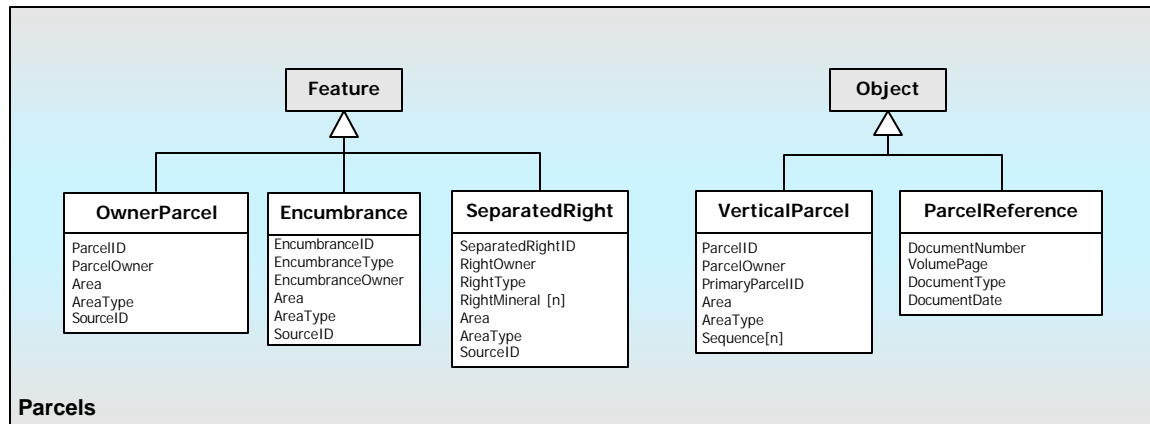 Feature
Object
OwnerParcel
ParcelID
ParcelOwner
Area
AreaType
SourceID
Encumbrance
EncumbranceID
EncumbranceType
EncumbranceOwner
Area
AreaType
SourceID
SeparatedRight
SeparatedRightID
RightOwner
RightType
RightMineral [n]
Area
AreaType
SourceID
VerticalParcel
ParcelID
ParcelOwner
PrimaryParcelID
Area
AreaType
Sequence[n]
ParcelReference
DocumentNumber
VolumePage
DocumentType
DocumentDate
Parcels